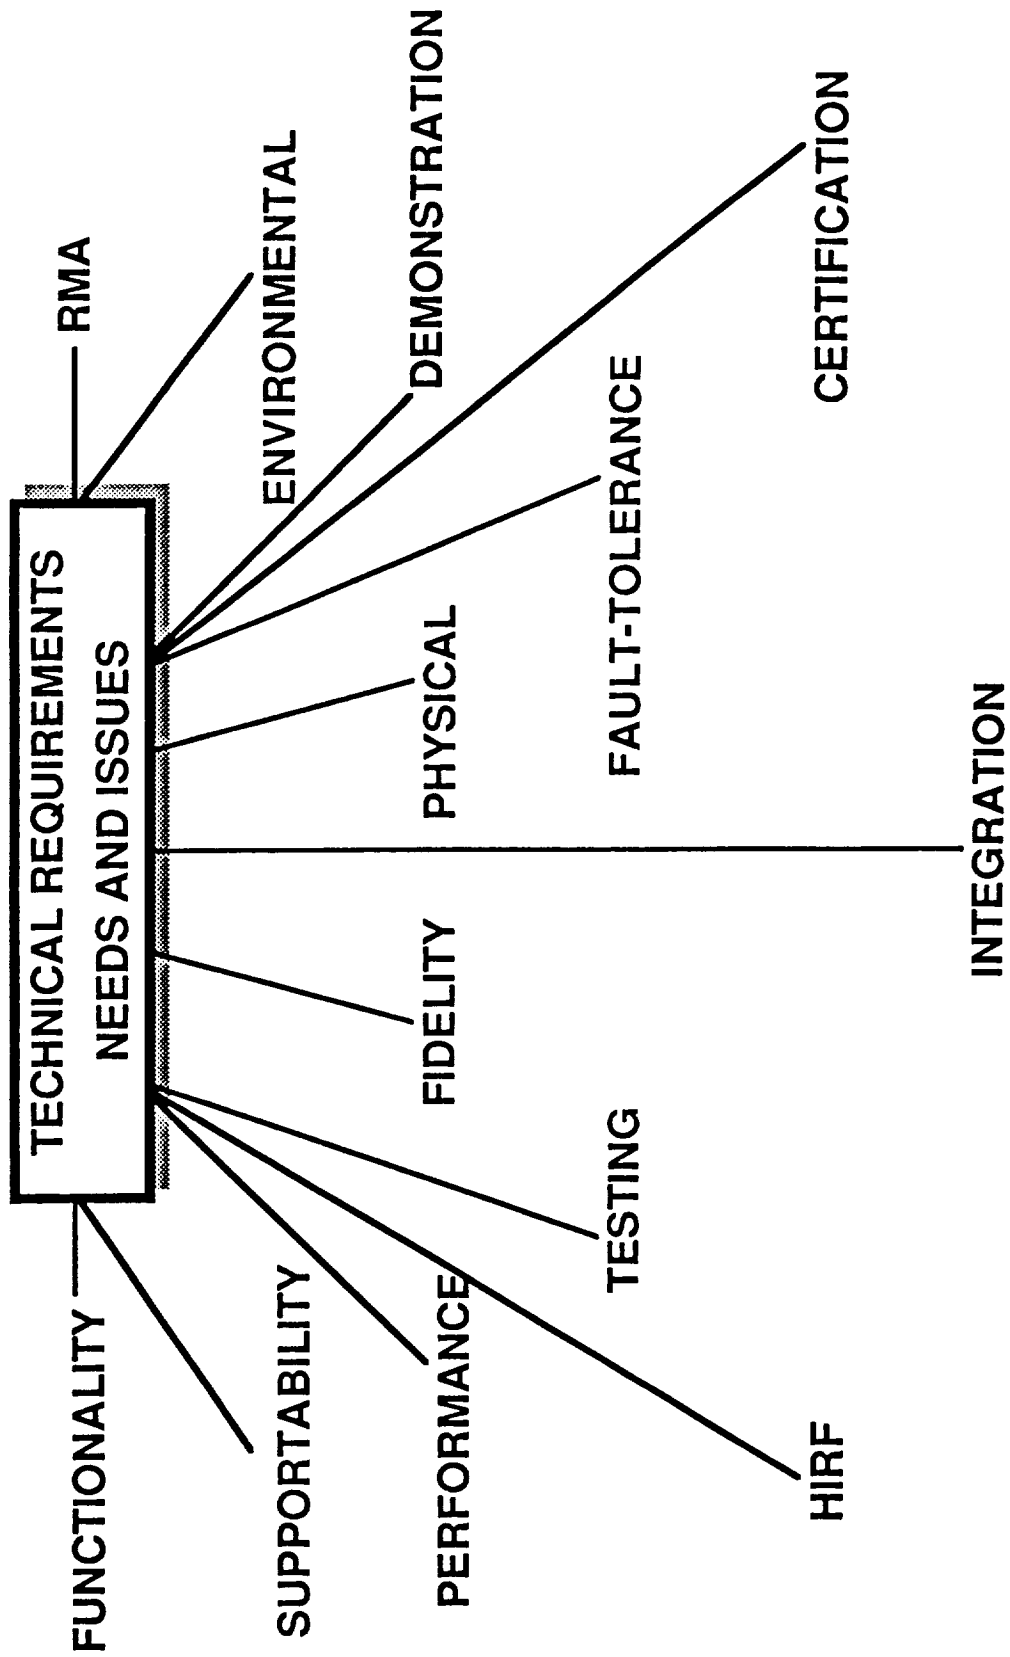 TECHNICAL REQUIREMENTS
NEEDS AND ISSUES
FUNCTIONALITY
RMA
SUPPORTABILITY
ENVIRONMENTAL
PERFORMANCE
FIDELITY
PHYSICAL
DEMONSTRATION
TESTING
FAULT-TOLERANCE
HIRF
CERTIFICATION
INTEGRATION